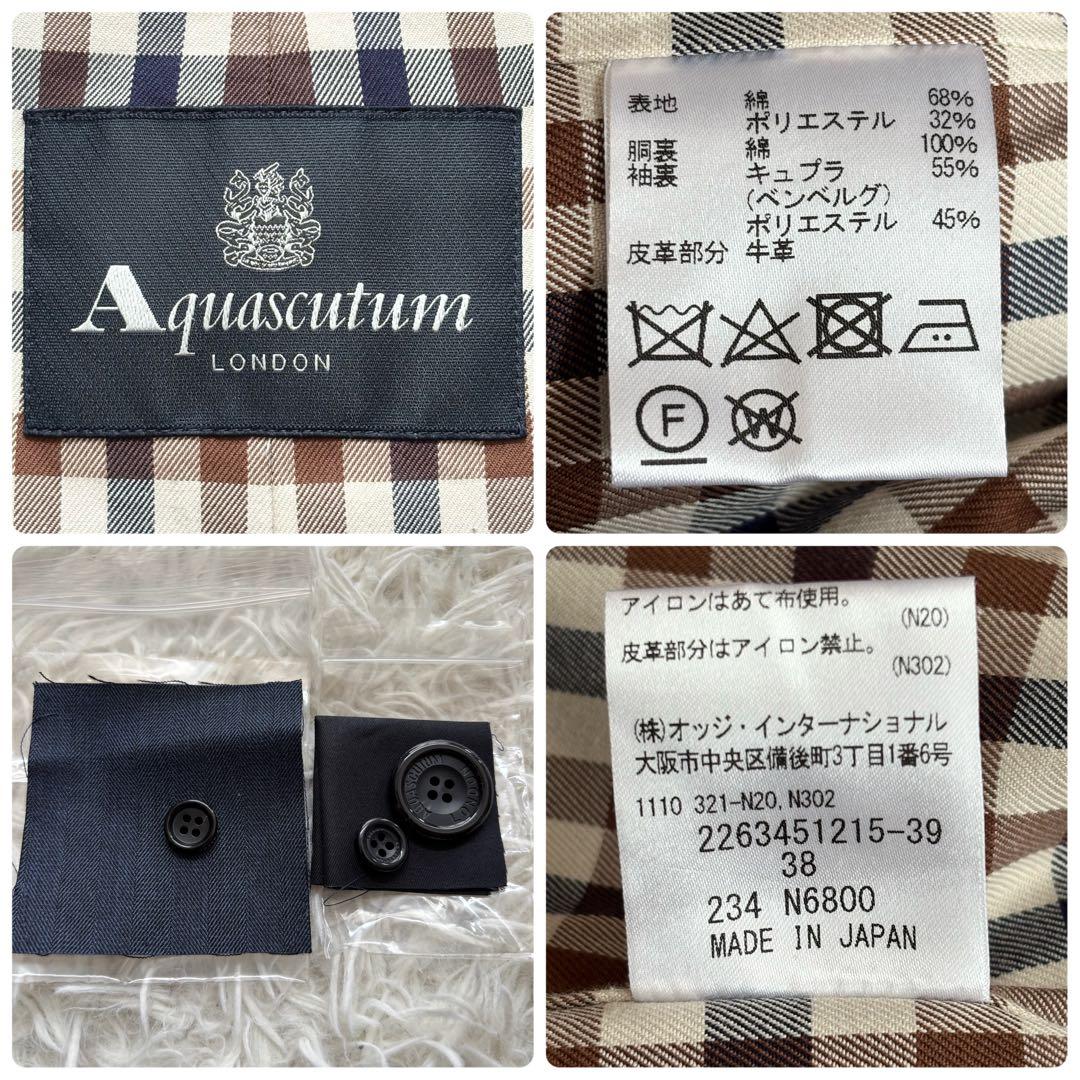 Aquascutum
LONDON
表地 綿 68%
ポリエステル 32%
胴裏 綿 100%
袖裏 キュプラ 55%
(ベンベルグ)
ポリエステル 45%
皮革部分 牛革
F
W
AQUASCUTUM LONDON
アイロンはあて布使用。
(N20)
皮革部分はアイロン禁止。
(N302)
(株)オッジ・インターナショナル
大阪市中央区備後町3丁目1番6号
1110 321-N20, N302
2263451215-39
38
234 N6800
MADE IN JAPAN